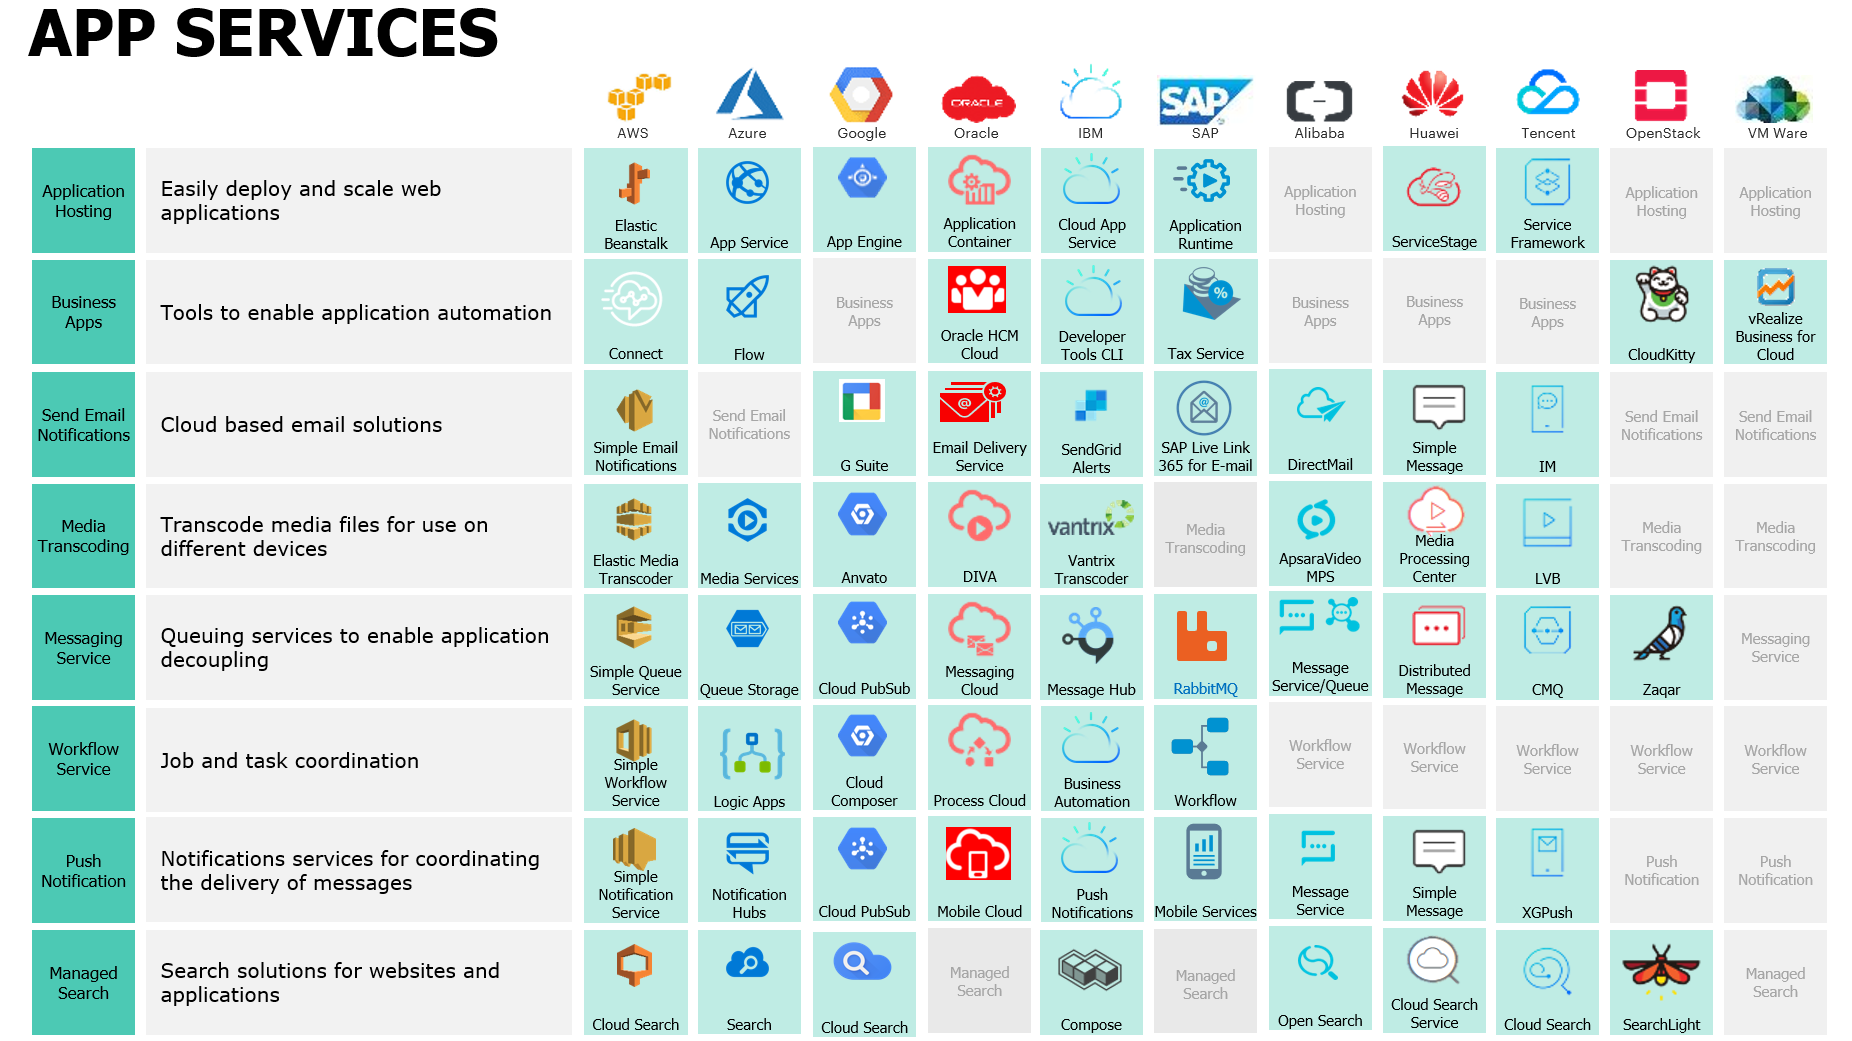 APP SERVICES
AWS
Azure
Google
ORACLE
Oracle
IBM
SAP
SAP
Alibaba
Huawei
Tencent
OpenStack
VM Ware
Application
Hosting
Easily deploy and scale web
applications
Elastic
Beanstalk
App Service
App Engine
Application
Container
Cloud App
Service
Application
Runtime
Application
Hosting
ServiceStage
Service
Framework
Application
Hosting
Application
Hosting
Business
Apps
Tools to enable application automation
Connect
Flow
Business
Apps
Oracle HCM
Cloud
Developer
Tools CLI
%
Tax Service
Business
Apps
Business
Apps
Business
Apps
CloudKitty
vRealize
Business for
Cloud
Send Email
Notifications
Cloud based email solutions
Simple Email
Notifications
Send Email
Notifications
G Suite
@
Email Delivery
Service
SendGrid
Alerts
@
SAP Live Link
365 for E-mail
DirectMail
Simple
Message
IM
Send Email
Notifications
Send Email
Notifications
Media
Transcoding
Transcode media files for use on
different devices
Elastic Media
Transcoder
Media Services
Anvato
DIVA
vantrix
Vantrix
Transcoder
Media
Transcoding
ApsaraVideo
MPS
Media
Processing
Center
LVB
Media
Transcoding
Media
Transcoding
Messaging
Service
Queuing services to enable application
decoupling
Simple Queue
Service
Queue Storage
Cloud PubSub
Messaging
Cloud
Message Hub
RabbitMQ
Message
Service/Queue
Distributed
Message
CMQ
Zaqar
Messaging
Service
Workflow
Service
Job and task coordination
Simple
Workflow
Service
Logic Apps
Cloud
Composer
Process Cloud
Business
Automation
Workflow
Workflow
Service
Workflow
Service
Workflow
Service
Workflow
Service
Workflow
Service
Push
Notification
Notifications services for coordinating
the delivery of messages
Simple
Notification
Service
Notification
Hubs
Cloud PubSub
Mobile Cloud
Push
Notifications
Mobile Services
Message
Service
Simple
Message
XGPush
Push
Notification
Push
Notification
Managed
Search
Search solutions for websites and
applications
Cloud Search
Search
Cloud Search
Managed
Search
Compose
Managed
Search
Open Search
Cloud Search
Service
Cloud Search
SearchLight
Managed
Search